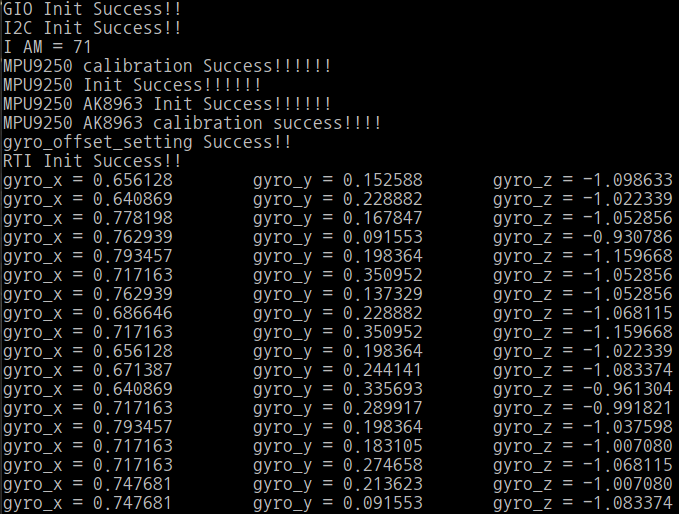 GIO Init Success!!
I2C Init Success!!
I AM = 71
MPU9250 calibration Success!!!!!!
MPU9250 Init Success!!!!!!
MPU9250 AK8963 Init Success!!!!!!
MPU9250 AK8963 calibration success!!!!
gyro_offset_setting Success!!
RTI Init Success!!
gyro_x = 0.656128 gyro_y = 0.152588 gyro_z = -1.098633
gyro_x = 0.640869 gyro_y = 0.228882 gyro_z = -1.022339
gyro_x = 0.778198 gyro_y = 0.167847 gyro_z = -1.052856
gyro_x = 0.762939 gyro_y = 0.091553 gyro_z = -0.930786
gyro_x = 0.793457 gyro_y = 0.198364 gyro_z = -1.159668
gyro_x = 0.717163 gyro_y = 0.350952 gyro_z = -1.052856
gyro_x = 0.762939 gyro_y = 0.137329 gyro_z = -1.052856
gyro_x = 0.686646 gyro_y = 0.228882 gyro_z = -1.068115
gyro_x = 0.717163 gyro_y = 0.350952 gyro_z = -1.159668
gyro_x = 0.656128 gyro_y = 0.198364 gyro_z = -1.022339
gyro_x = 0.671387 gyro_y = 0.244141 gyro_z = -1.083374
gyro_x = 0.640869 gyro_y = 0.335693 gyro_z = -0.961304
gyro_x = 0.717163 gyro_y = 0.289917 gyro_z = -0.991821
gyro_x = 0.793457 gyro_y = 0.198364 gyro_z = -1.037598
gyro_x = 0.717163 gyro_y = 0.183105 gyro_z = -1.007080
gyro_x = 0.717163 gyro_y = 0.274658 gyro_z = -1.068115
gyro_x = 0.747681 gyro_y = 0.213623 gyro_z = -1.007080
gyro_x = 0.747681 gyro_y = 0.091553 gyro_z = -1.083374